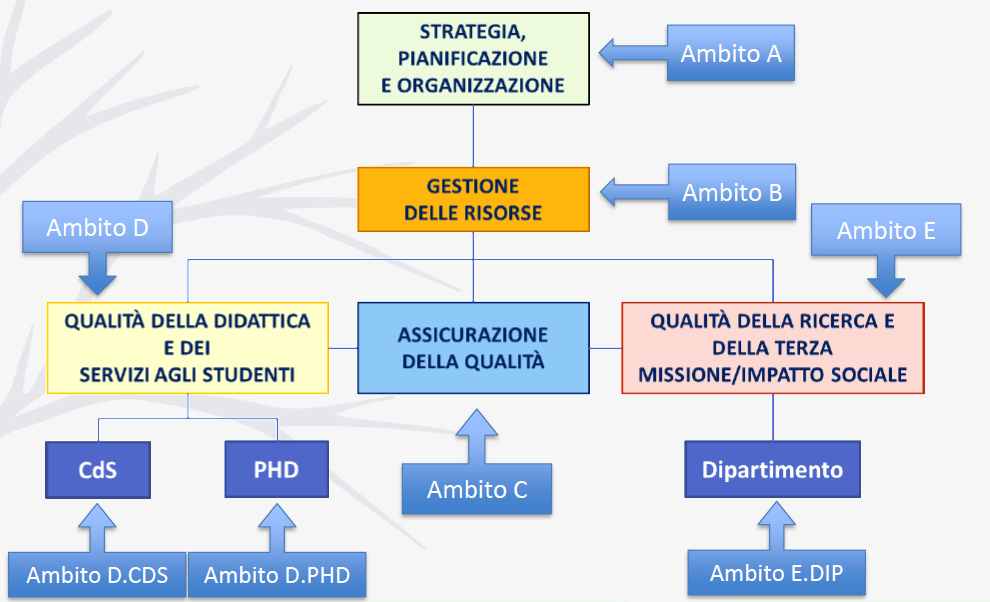 STRATEGIA,
PIANIFICAZIONE
E ORGANIZZAZIONE
Ambito A
GESTIONE
DELLE RISORSE
Ambito B
Ambito D
Ambito E
QUALITÀ DELLA DIDATTICA
E DEI
SERVIZI AGLI STUDENTI
ASSICURAZIONE
DELLA QUALITÀ
QUALITÀ DELLA RICERCA E
DELLA TERZA
MISSIONE/IMPATTO SOCIALE
CdS
PHD
Dipartimento
Ambito C
Ambito D.CDS
Ambito D.PHD
Ambito E.DIP